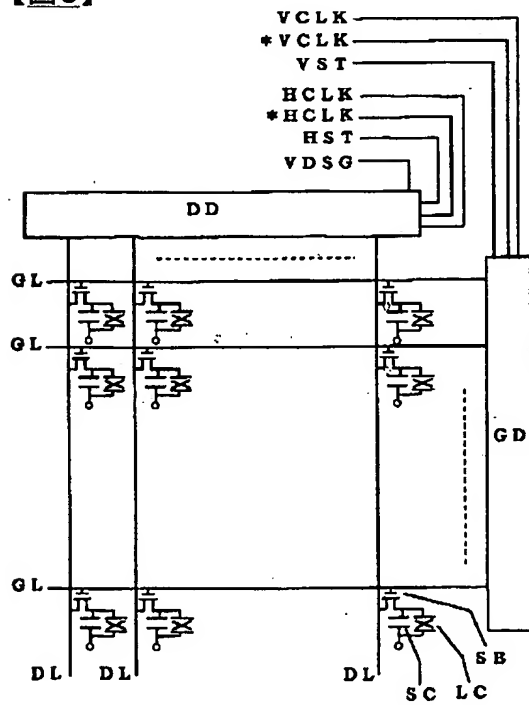 VCLK
*VCLK
VST
HCLK
*HCLK
HST
VDSG
DD
GL
GL
GD
GL
SB
DL DL DL
SC LC